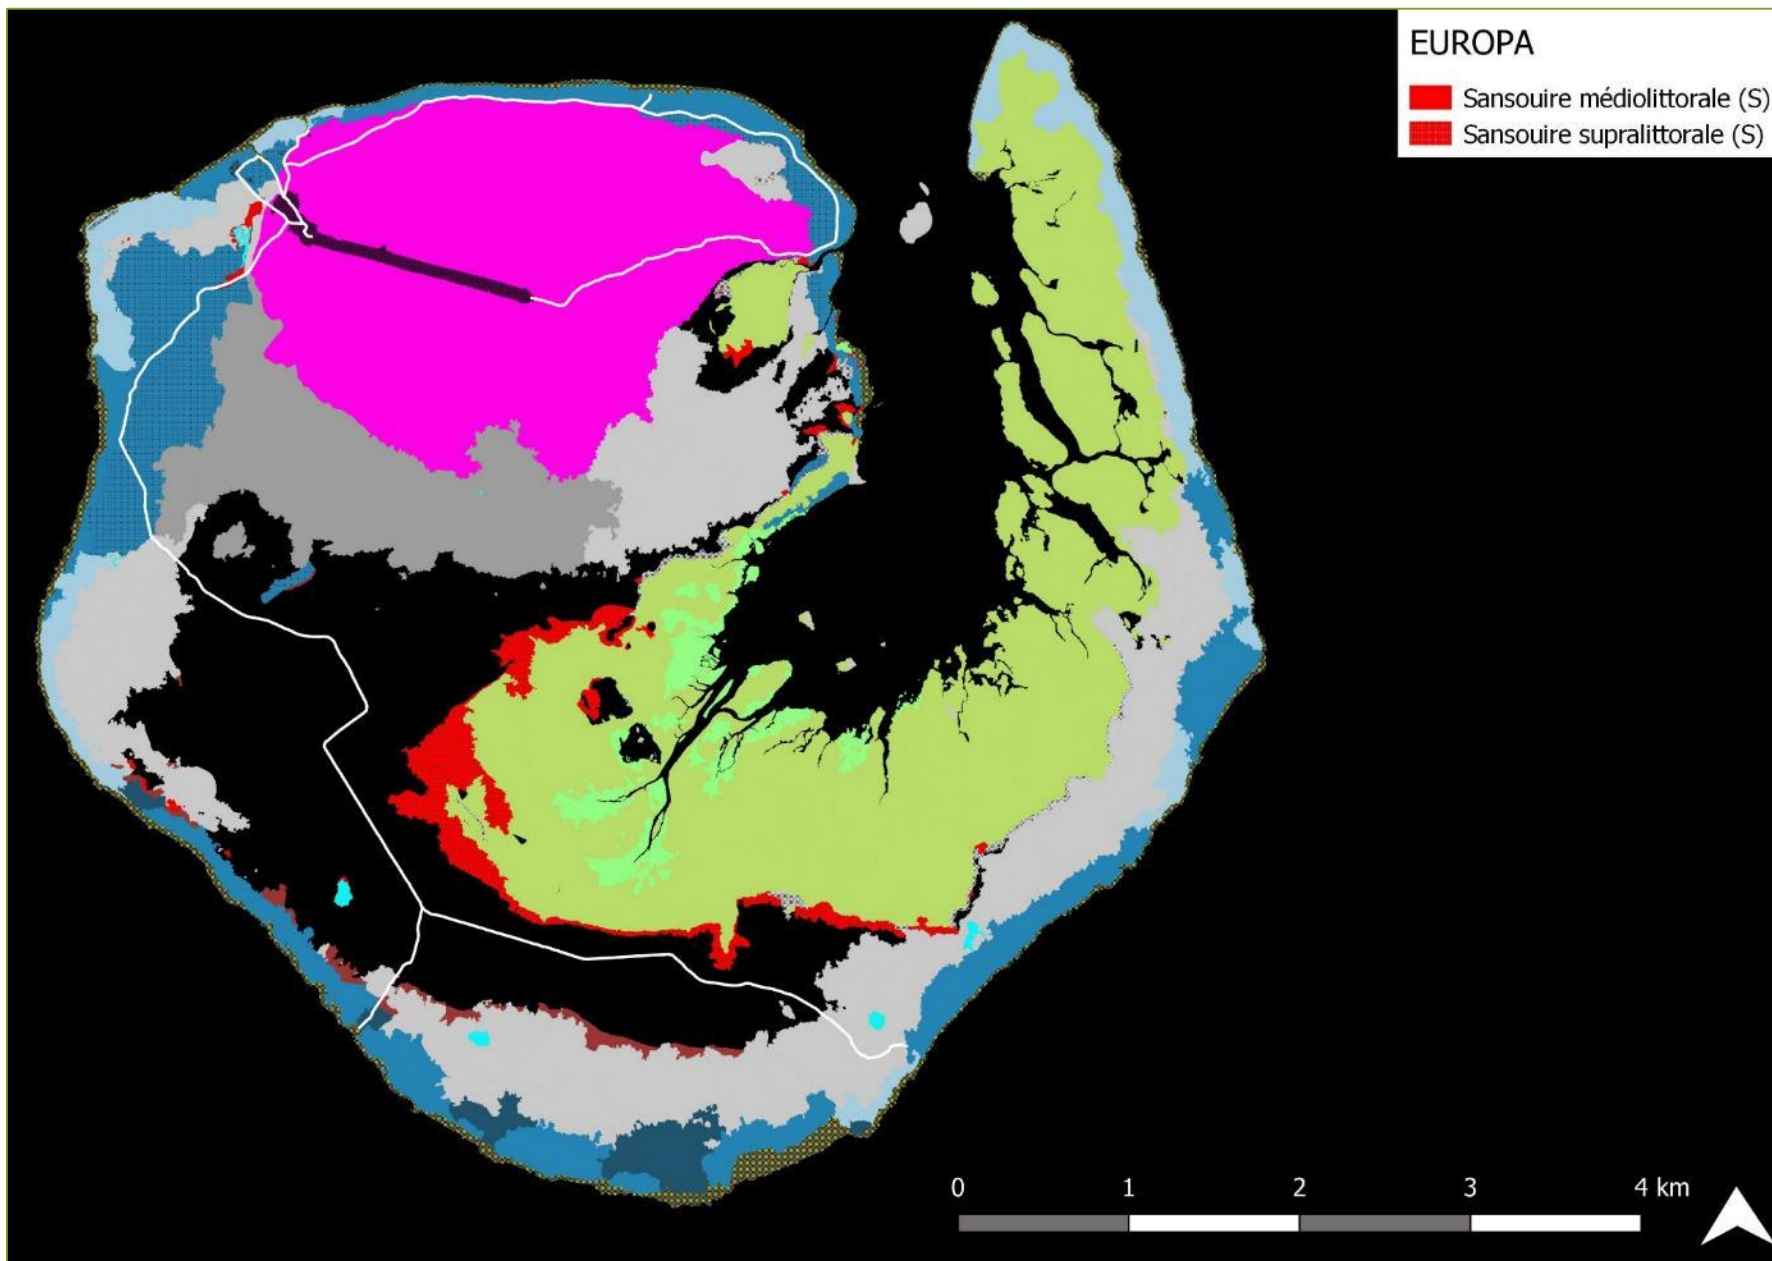 EUROPA
Sansouire médiolittorale (S)
Sansouire supralittorale (S)
0 1 2 3 4 km